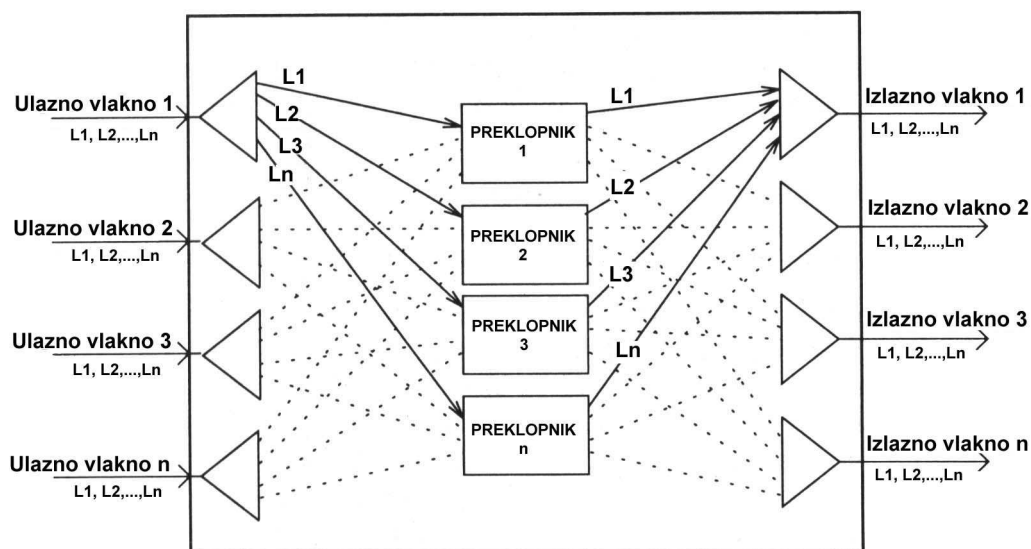 Ulazno vlakno 1
L1, L2,...,Ln
Ulazno vlakno 2
L1, L2,...,Ln
Ulazno vlakno 3
L1, L2,...,Ln
Ulazno vlakno n
L1, L2,...,Ln
L1
L2
L3
Ln
PREKLOPNIK
1
PREKLOPNIK
2
PREKLOPNIK
3
PREKLOPNIK
n
L1
L2
L3
Ln
Izlazno vlakno 1
L1, L2,...,Ln
Izlazno vlakno 2
L1, L2,...,Ln
Izlazno vlakno 3
L1, L2,...,Ln
Izlazno vlakno n
L1, L2,...,Ln